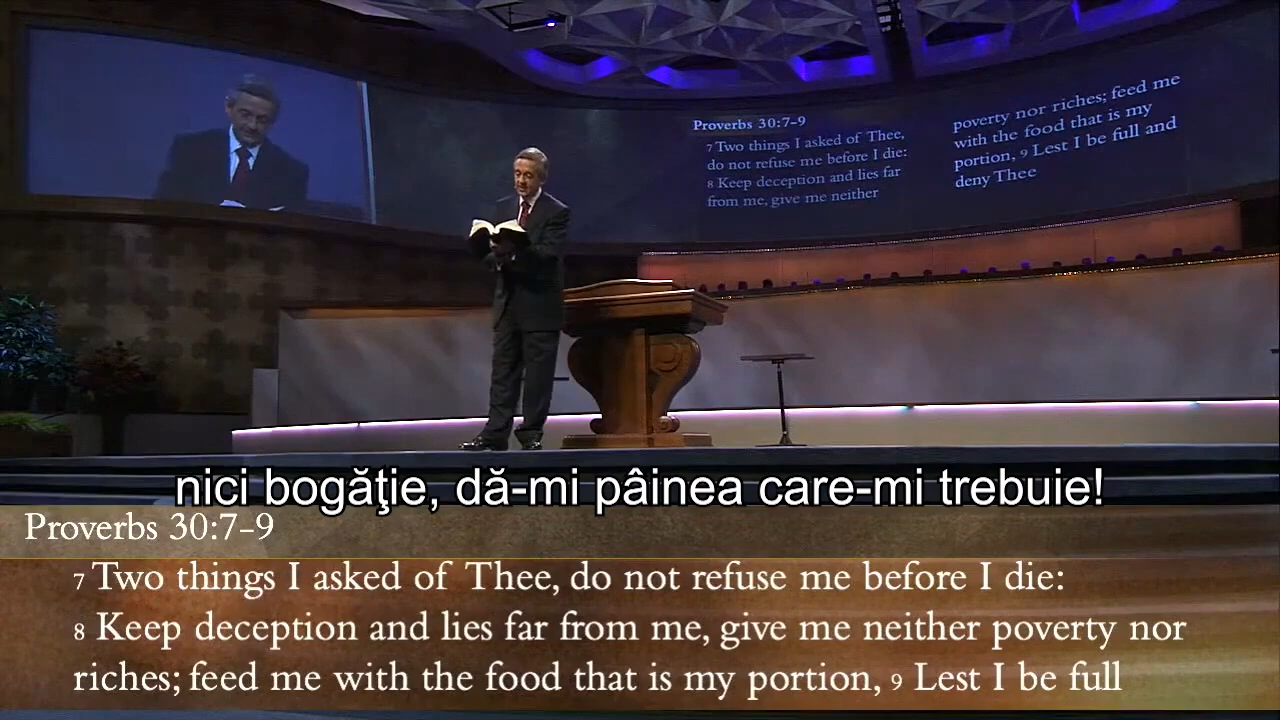 Proverbs 30:7-9
7 Two things I asked of Thee,
do not refuse me before I die:
8 Keep deception and lies far
from me, give me neither
poverty nor riches; feed me
with the food that is my
portion, 9 Lest I be full and
deny Thee
nici bogăţie, dă-mi pâinea care-mi trebuie!
Proverbs 30:7-9
7 Two things I asked of Thee, do not refuse me before I die:
8 Keep deception and lies far from me, give me neither poverty nor
riches; feed me with the food that is my portion, 9 Lest I be full